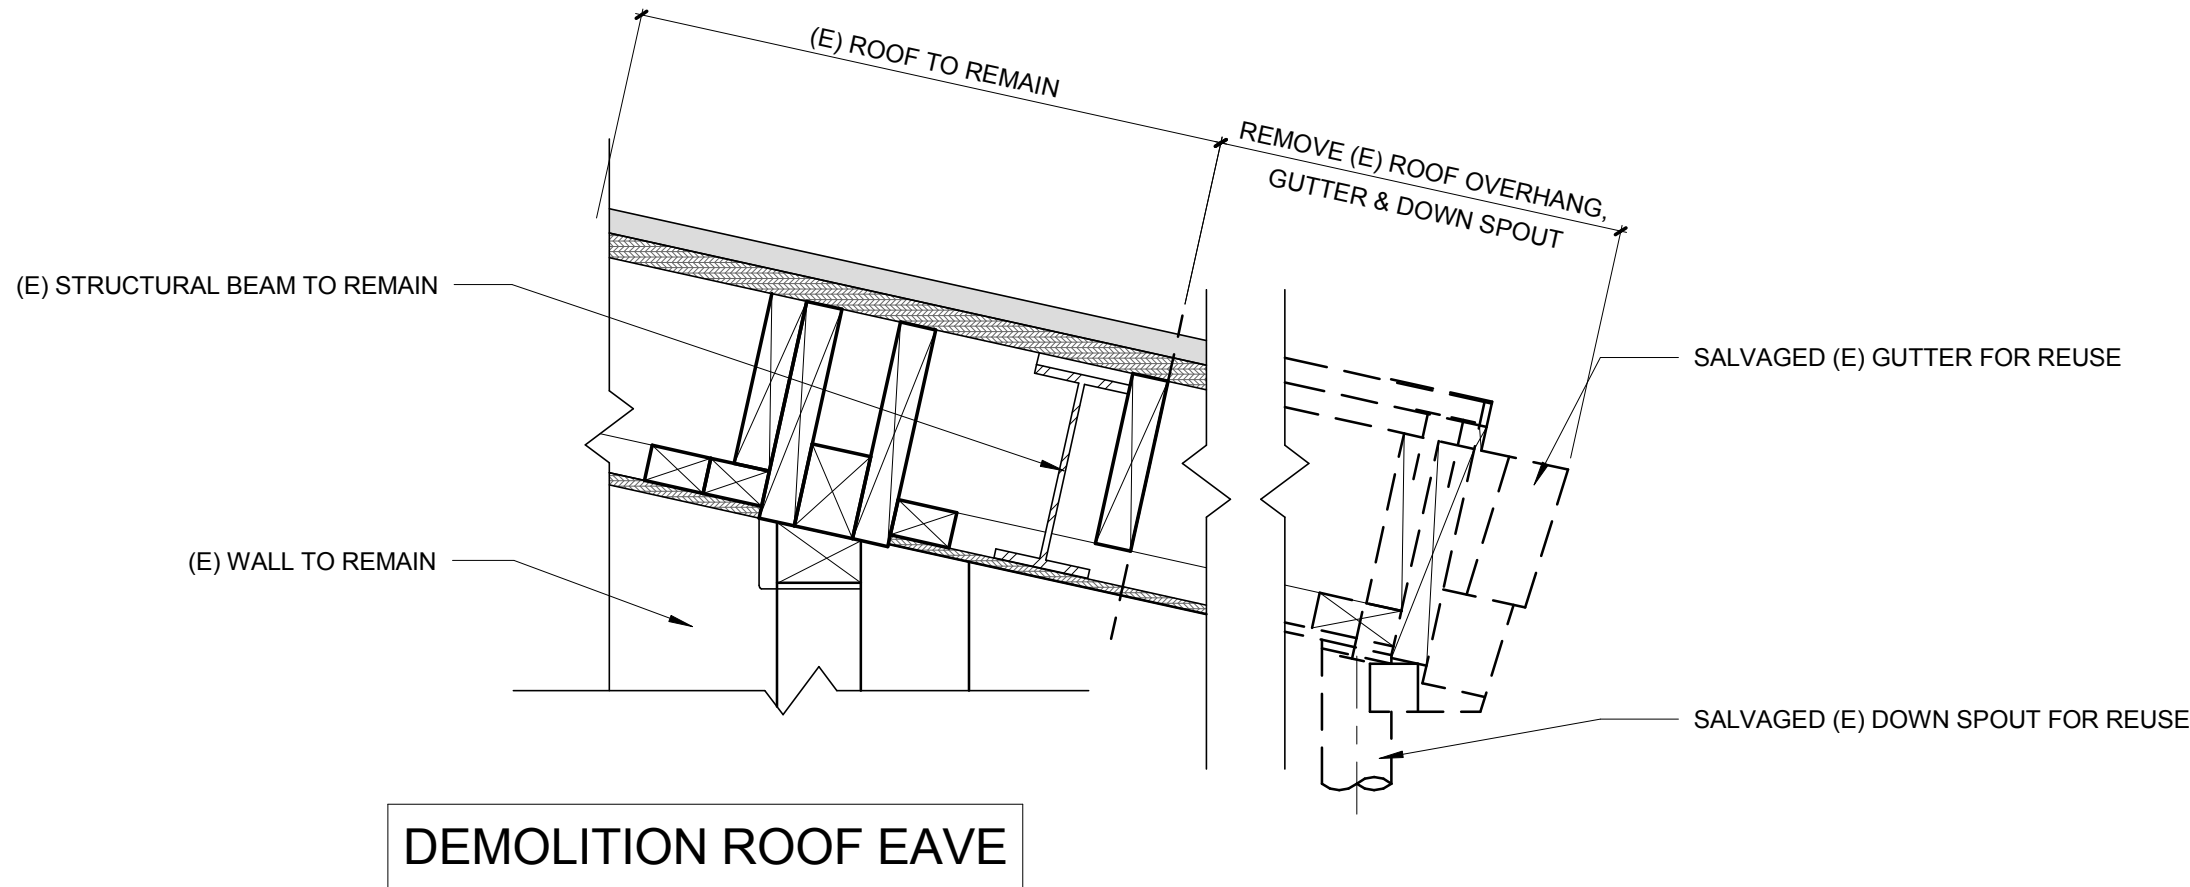 (E) ROOF TO REMAIN
REMOVE (E) ROOF OVERHANG,
GUTTER & DOWN SPOUT
(E) STRUCTURAL BEAM TO REMAIN
SALVAGED (E) GUTTER FOR REUSE
(E) WALL TO REMAIN
SALVAGED (E) DOWN SPOUT FOR REUSE
DEMOLITION ROOF EAVE